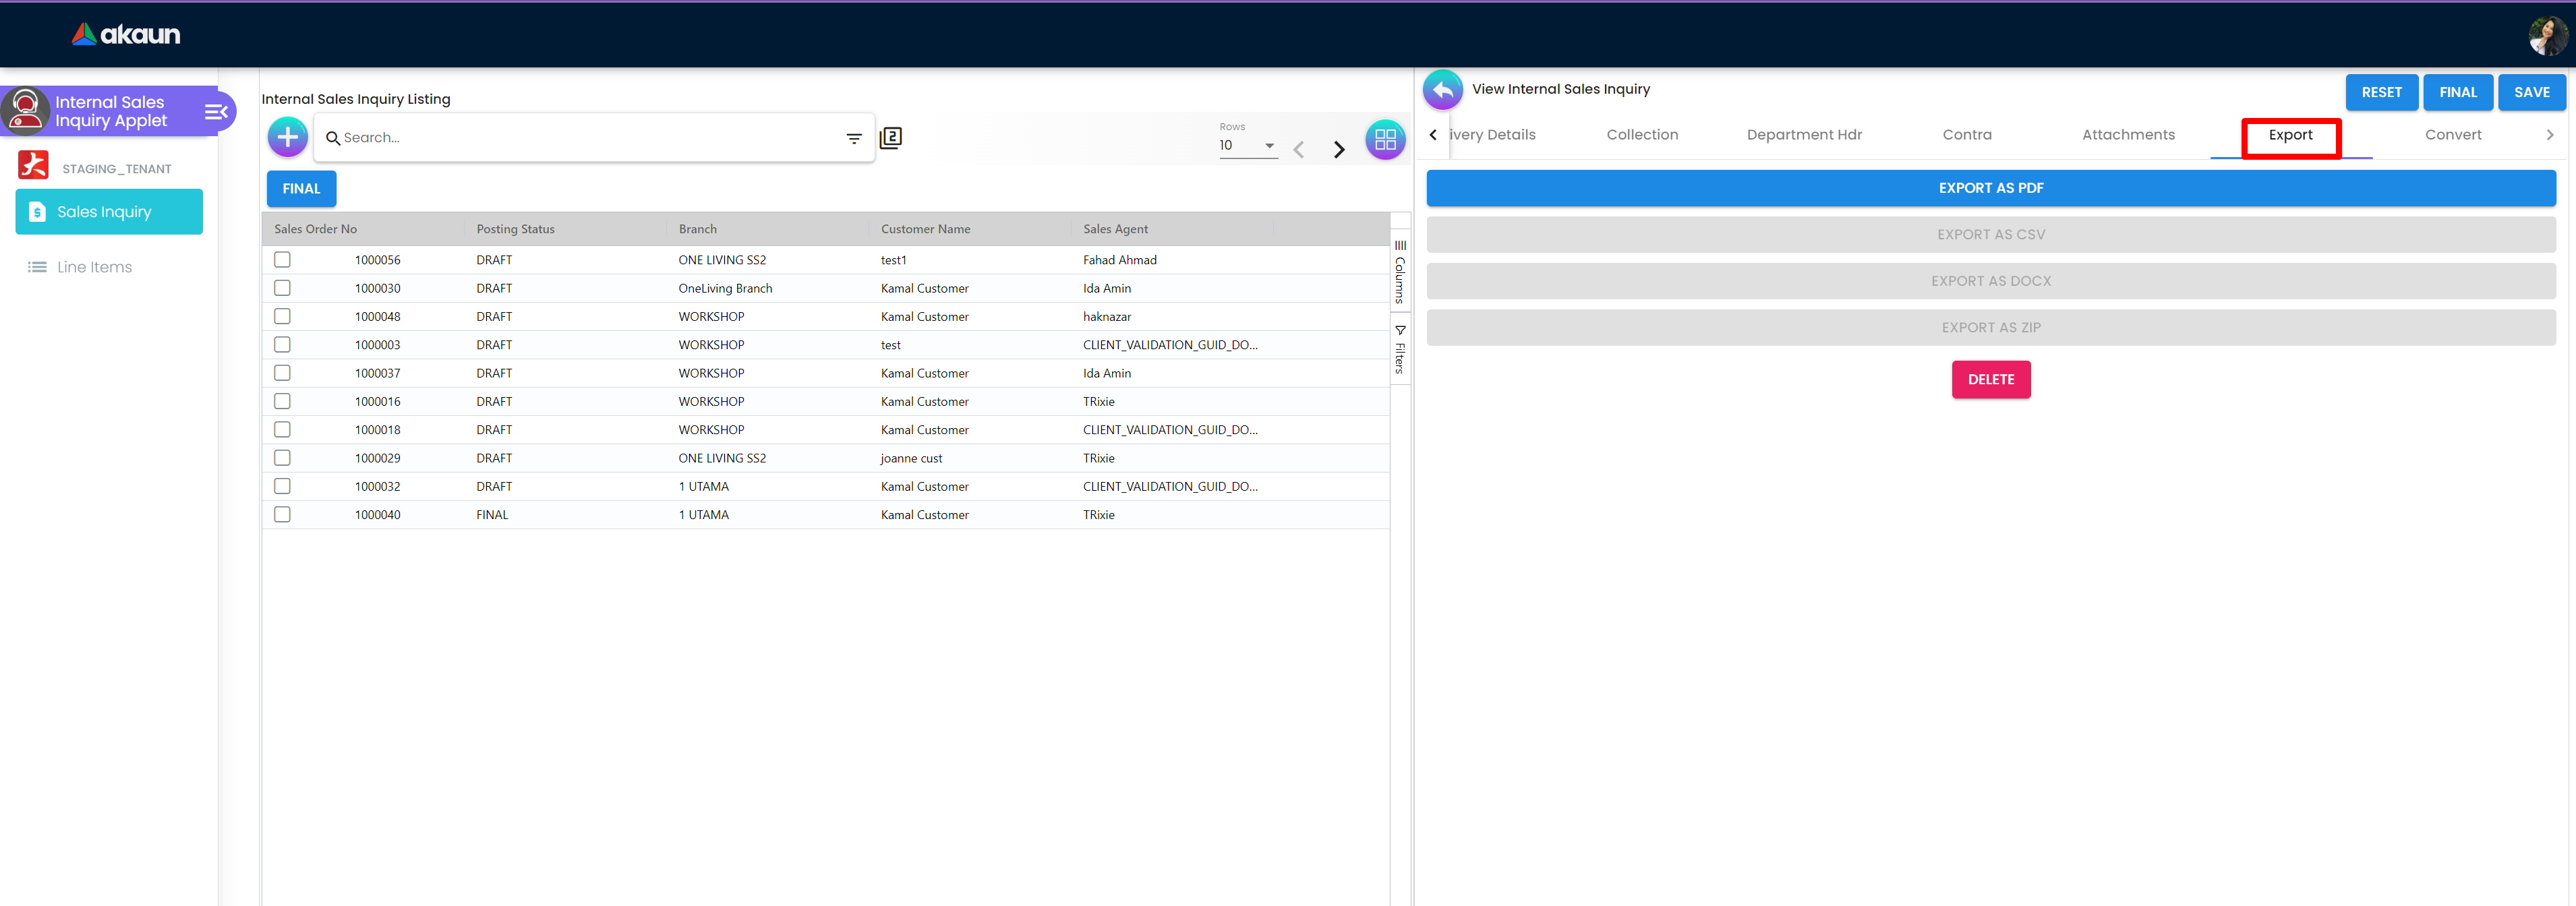 akaun
Internal Sales
Inquiry Applet
STAGING_TENANT
Sales Inquiry
Line Items
Internal Sales Inquiry Listing
Search...
2
Rows
10
FINAL
Sales Order No Posting Status Branch Customer Name Sales Agent
1000056 DRAFT ONE LIVING SS2 test1 Fahad Ahmad
1000030 DRAFT OneLiving Branch Kamal Customer Ida Amin
1000048 DRAFT WORKSHOP Kamal Customer haknazar
1000003 DRAFT WORKSHOP test CLIENT_VALIDATION_GUID_DO...
1000037 DRAFT WORKSHOP Kamal Customer Ida Amin
1000016 DRAFT WORKSHOP Kamal Customer TRixie
1000018 DRAFT WORKSHOP Kamal Customer CLIENT_VALIDATION_GUID_DO...
1000029 DRAFT ONE LIVING SS2 joanne cust TRixie
1000032 DRAFT 1 UTAMA Kamal Customer CLIENT_VALIDATION_GUID_DO...
1000040 FINAL 1 UTAMA Kamal Customer TRixie
Columns
Filters
View Internal Sales Inquiry
RESET FINAL SAVE
ivery Details Collection Department Hdr Contra Attachments Export Convert
EXPORT AS PDF
EXPORT AS CSV
EXPORT AS DOCX
EXPORT AS ZIP
DELETE